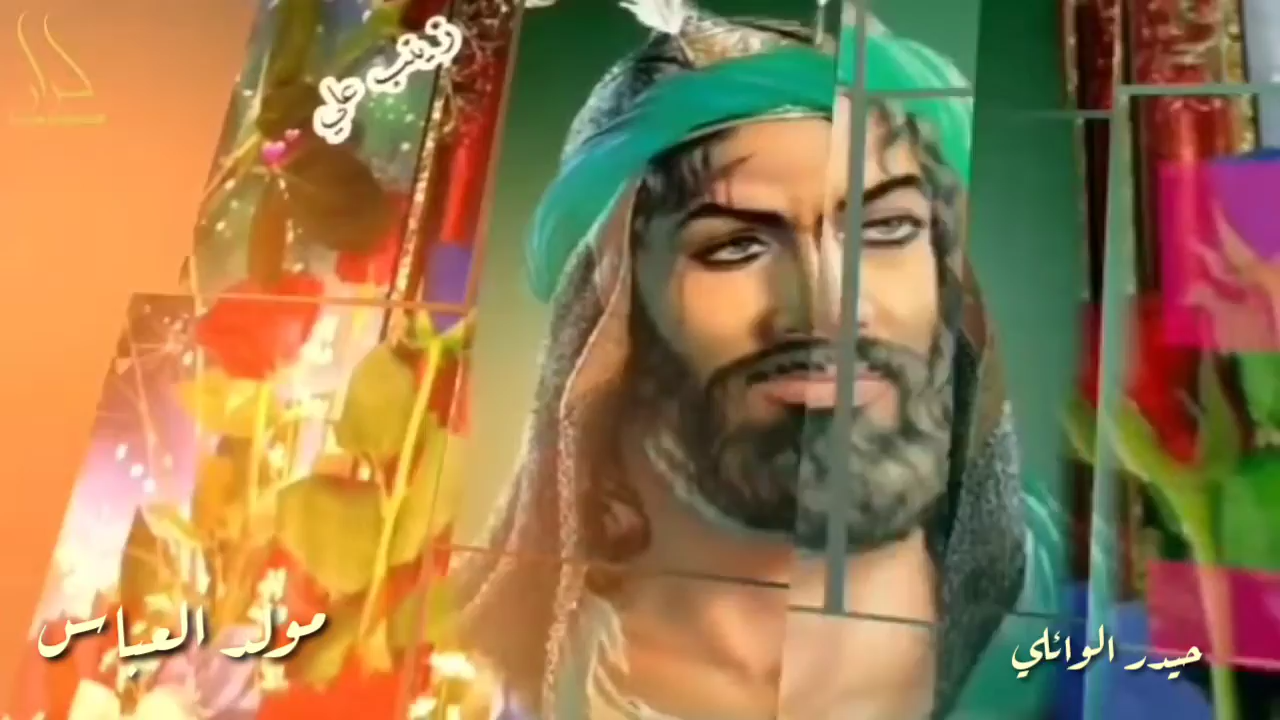 زينب علي
مولد العباس
حيدر الوائلي